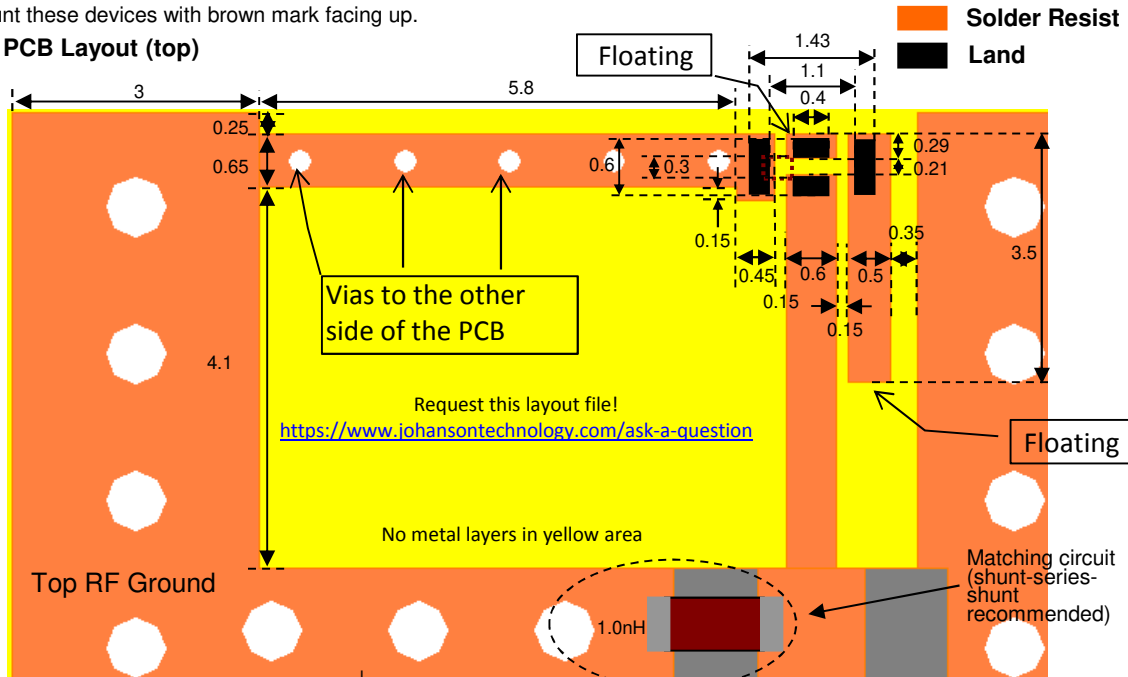 unt these devices with brown mark facing up.
PCB Layout (top)
Solder Resist
Land
Floating
1.43
1.1
0.4
3
5.8
0.25
0.65
0.6
0.3
0.29
0.21
0.15
0.35
3.5
0.45
0.6
0.5
0.15
0.15
Vias to the other
side of the PCB
4.1
Request this layout file!
https://www.johansontechnology.com/ask-a-question
Floating
No metal layers in yellow area
Top RF Ground
1.0nH
Matching circuit
(shunt-series-
shunt
recommended)